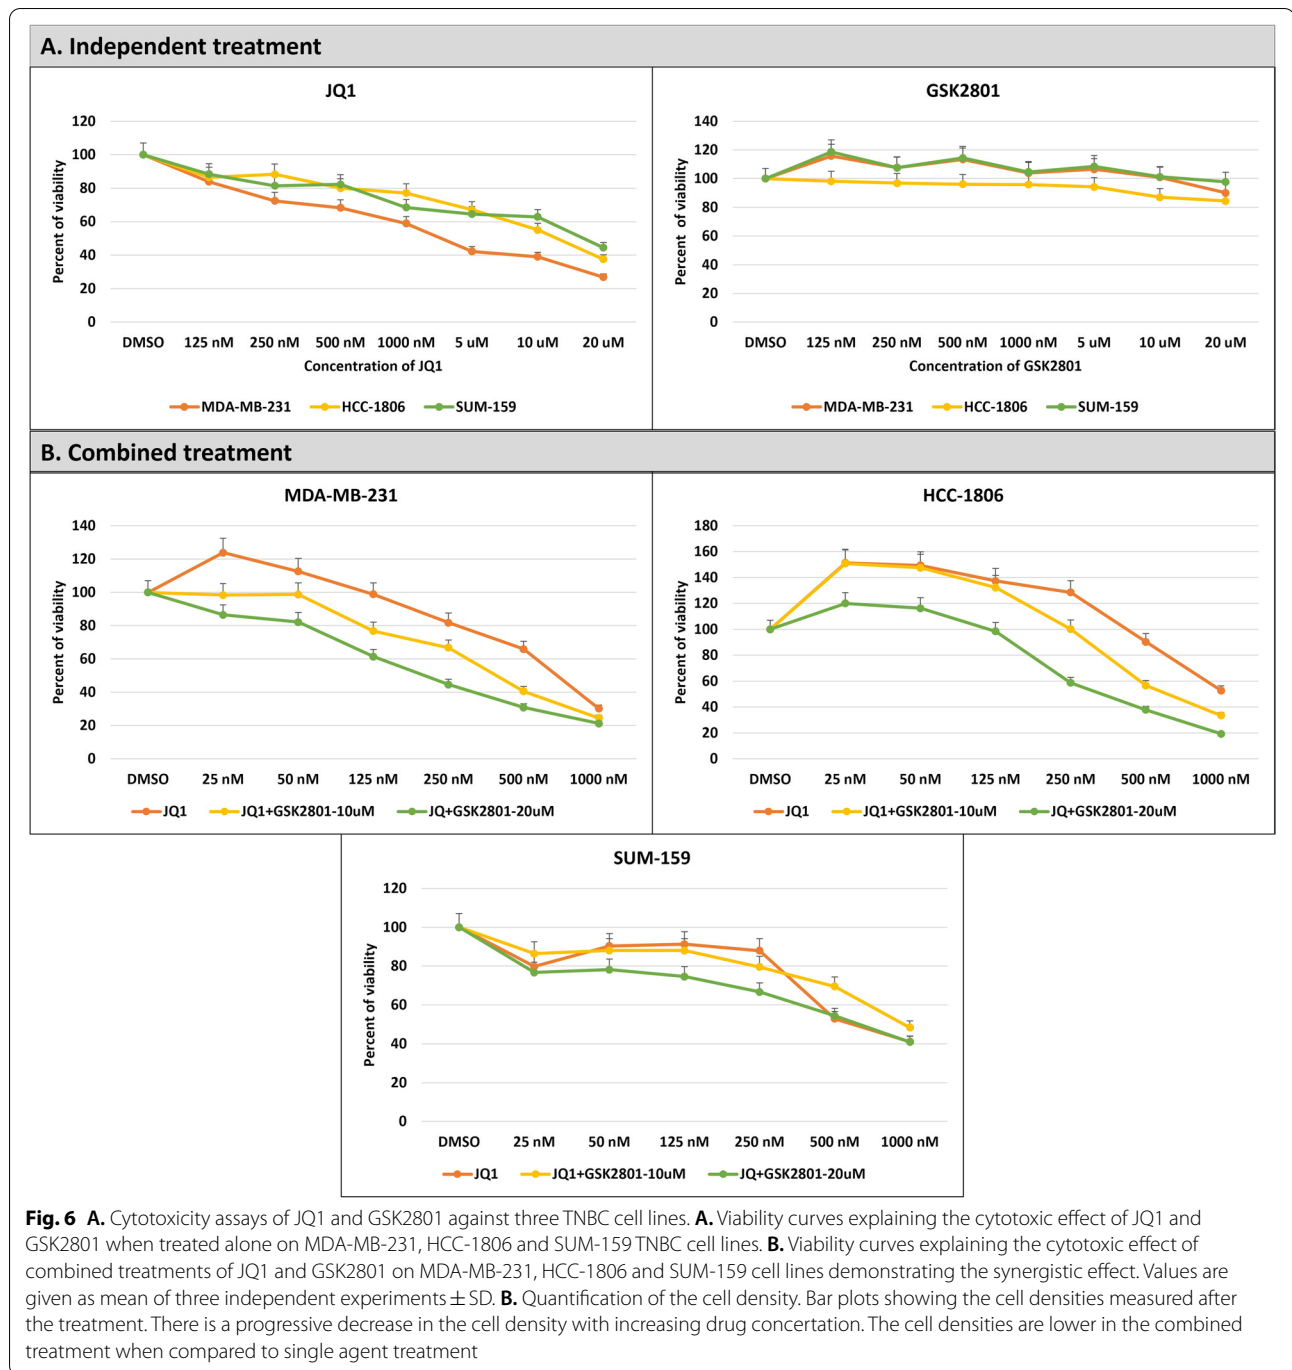 A. Independent treatment
JQ1
Percent of viability
120
100
80
60
40
20
0
DMSO 125 nM 250 nM 500 nM 1000 nM 5 uM 10 uM 20 uM
Concentration of JQ1
MDA-MB-231 HCC-1806 SUM-159
GSK2801
Percent of viability
140
120
100
80
60
40
20
0
DMSO 125 nM 250 nM 500 nM 1000 nM 5 uM 10 uM 20 uM
Concentration of GSK2801
MDA-MB-231 HCC-1806 SUM-159
B. Combined treatment
MDA-MB-231
Percent of viability
140
120
100
80
60
40
20
0
DMSO 25 nM 50 nM 125 nM 250 nM 500 nM 1000 nM
JQ1 JQ1+GSK2801-10uM JQ+GSK2801-20uM
HCC-1806
Percent of viability
180
160
140
120
100
80
60
40
20
0
DMSO 25 nM 50 nM 125 nM 250 nM 500 nM 1000 nM
JQ1 JQ1+GSK2801-10uM JQ+GSK2801-20uM
SUM-159
Percent of viability
120
100
80
60
40
20
0
DMSO 25 nM 50 nM 125 nM 250 nM 500 nM 1000 nM
JQ1 JQ1+GSK2801-10uM JQ+GSK2801-20uM
Fig. 6 A. Cytotoxicity assays of JQ1 and GSK2801 against three TNBC cell lines. A. Viability curves explaining the cytotoxic effect of JQ1 and
GSK2801 when treated alone on MDA-MB-231, HCC-1806 and SUM-159 TNBC cell lines. B. Viability curves explaining the cytotoxic effect of
combined treatments of JQ1 and GSK2801 on MDA-MB-231, HCC-1806 and SUM-159 cell lines demonstrating the synergistic effect. Values are
given as mean of three independent experiments ± SD. B. Quantification of the cell density. Bar plots showing the cell densities measured after
the treatment. There is a progressive decrease in the cell density with increasing drug concertation. The cell densities are lower in the combined
treatment when compared to single agent treatment